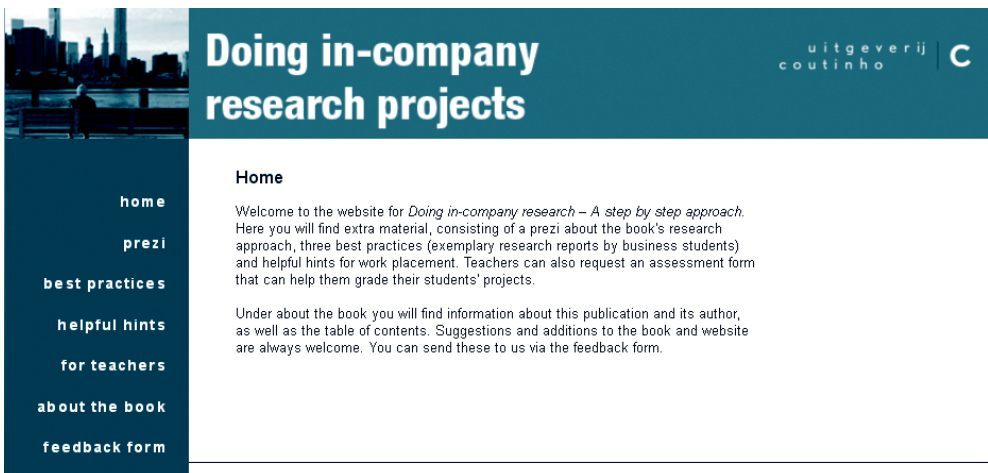 Doing in-company
research projects
uitgeverij
coutinho
C
home
prezi
best practices
helpful hints
for teachers
about the book
feedback form
Home
Welcome to the website for Doing in-company research – A step by step approach.
Here you will find extra material, consisting of a prezi about the book's research
approach, three best practices (exemplary research reports by business students)
and helpful hints for work placement. Teachers can also request an assessment form
that can help them grade their students' projects.
Under about the book you will find information about this publication and its author,
as well as the table of contents. Suggestions and additions to the book and website
are always welcome. You can send these to us via the feedback form.